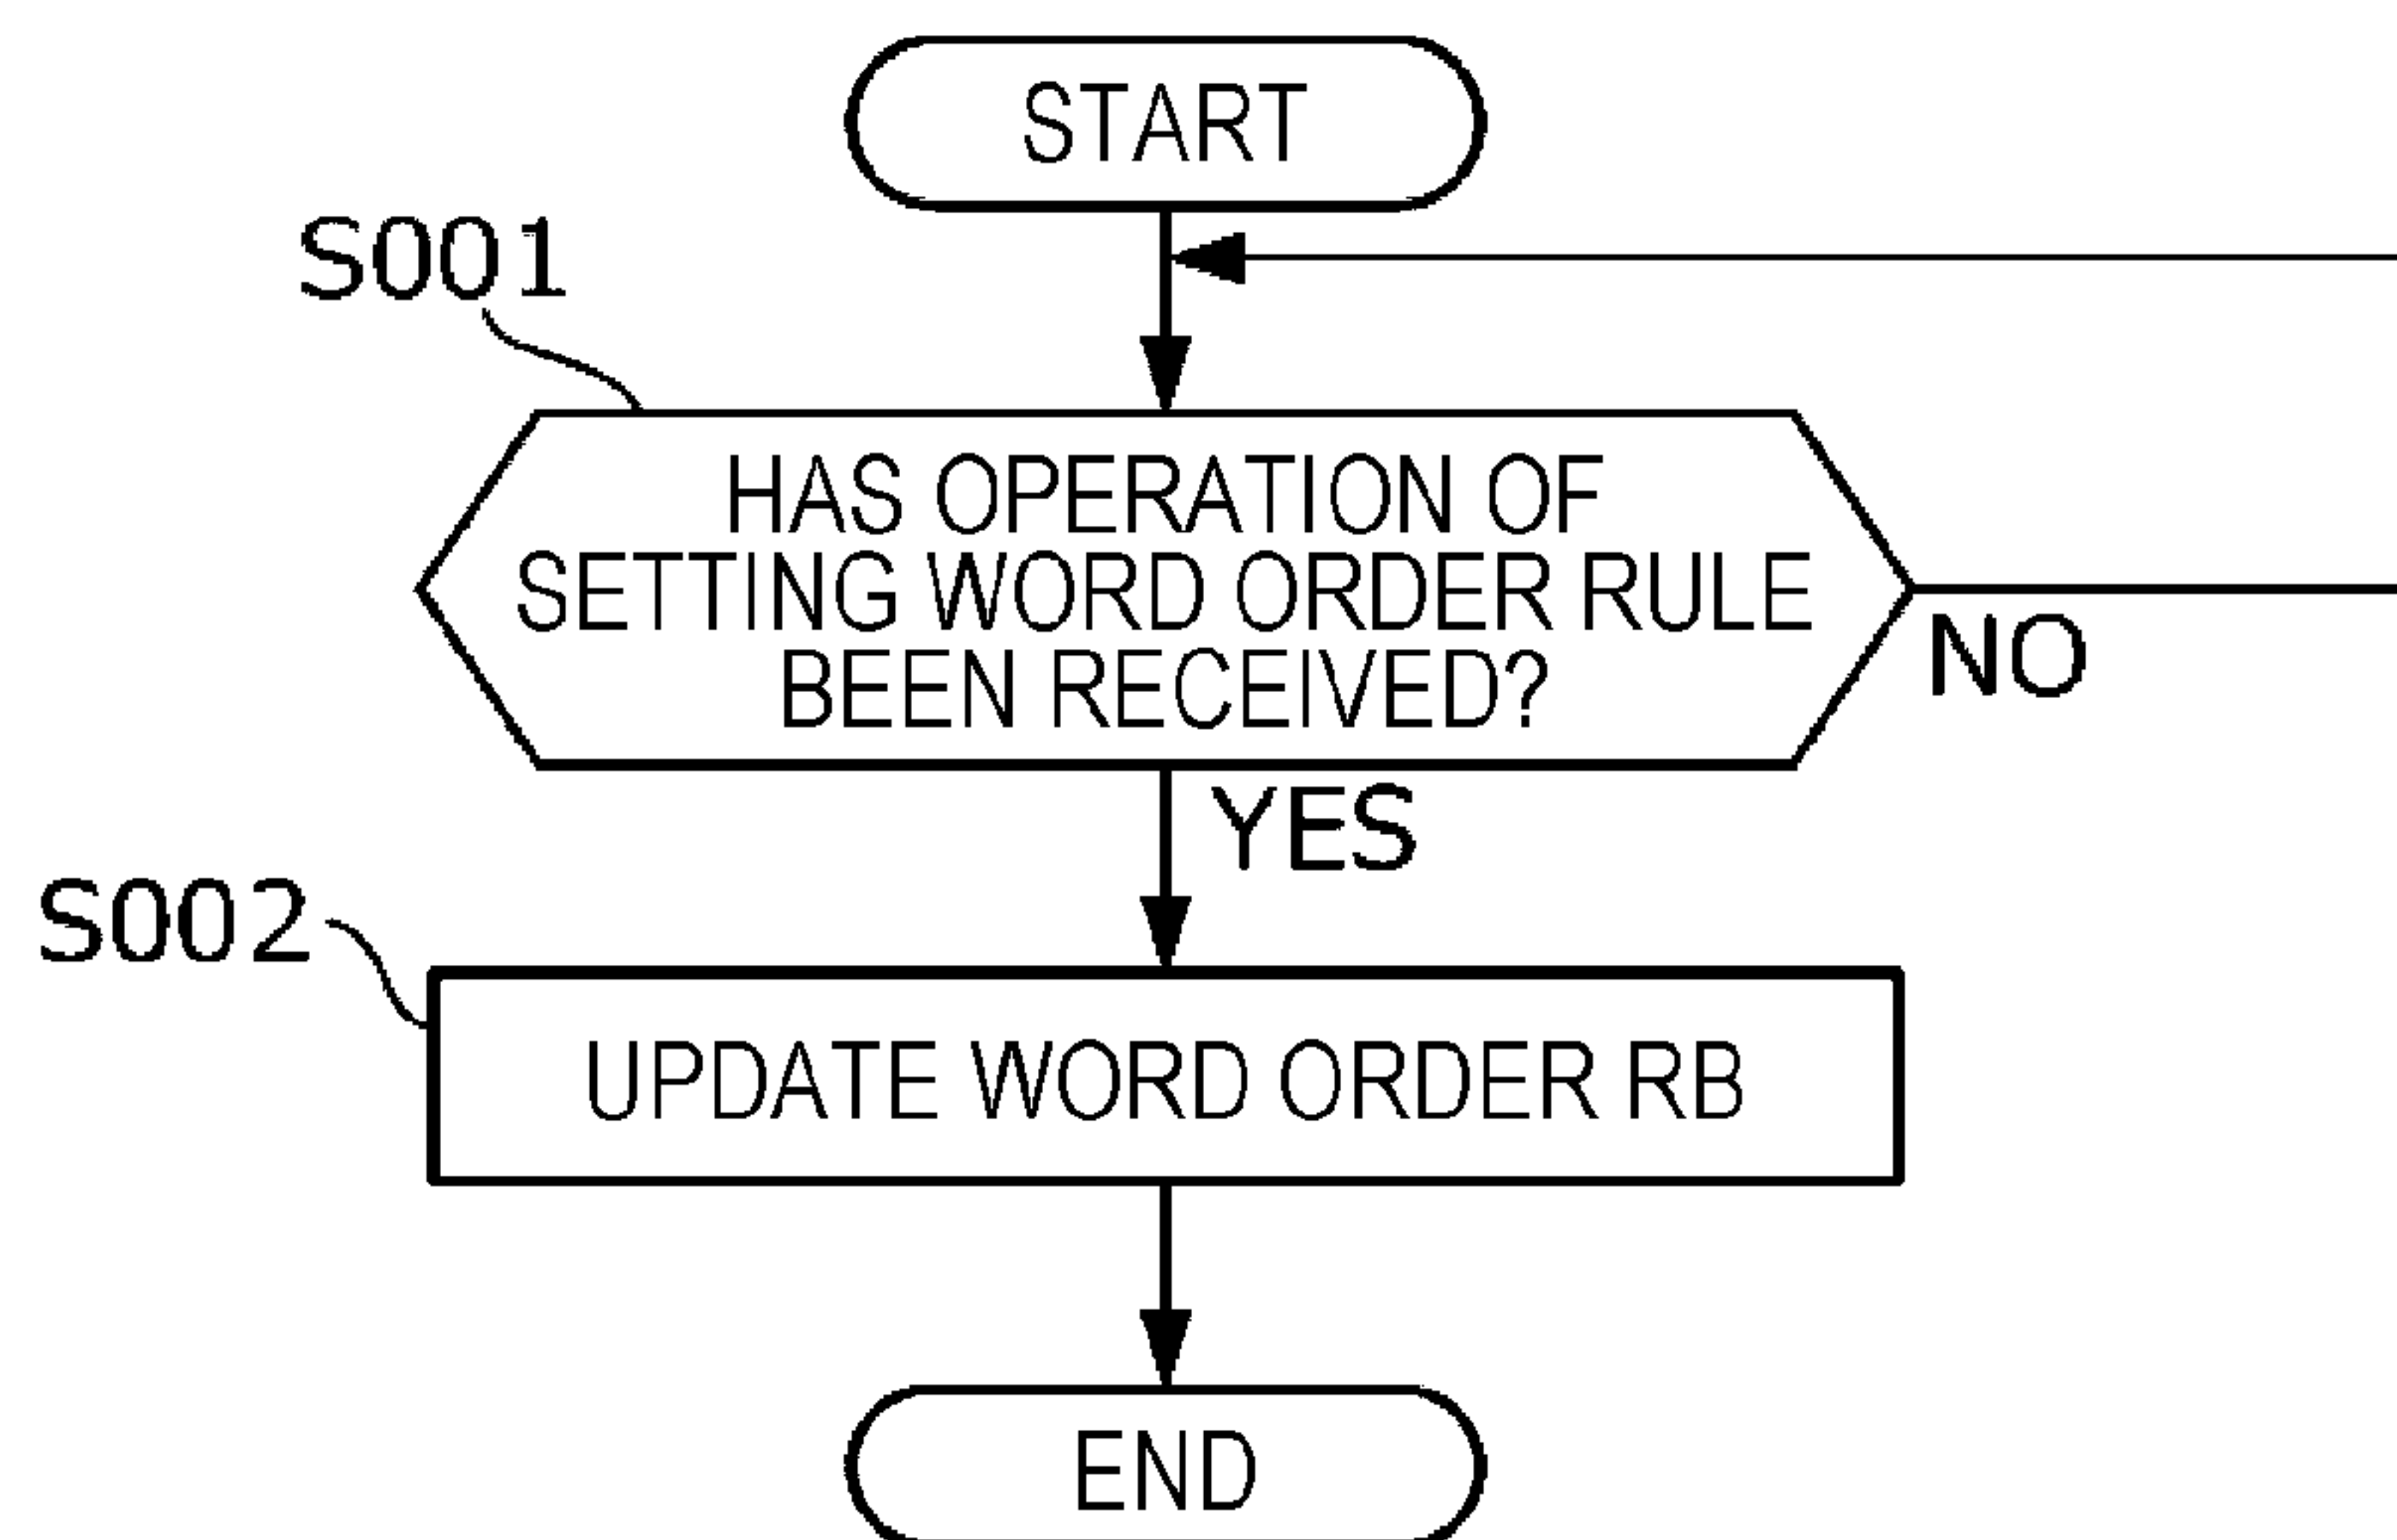 START
S001
HAS OPERATION OF
SETTING WORD ORDER RULE
BEEN RECEIVED?
NO
YES
S002
UPDATE WORD ORDER RB
END